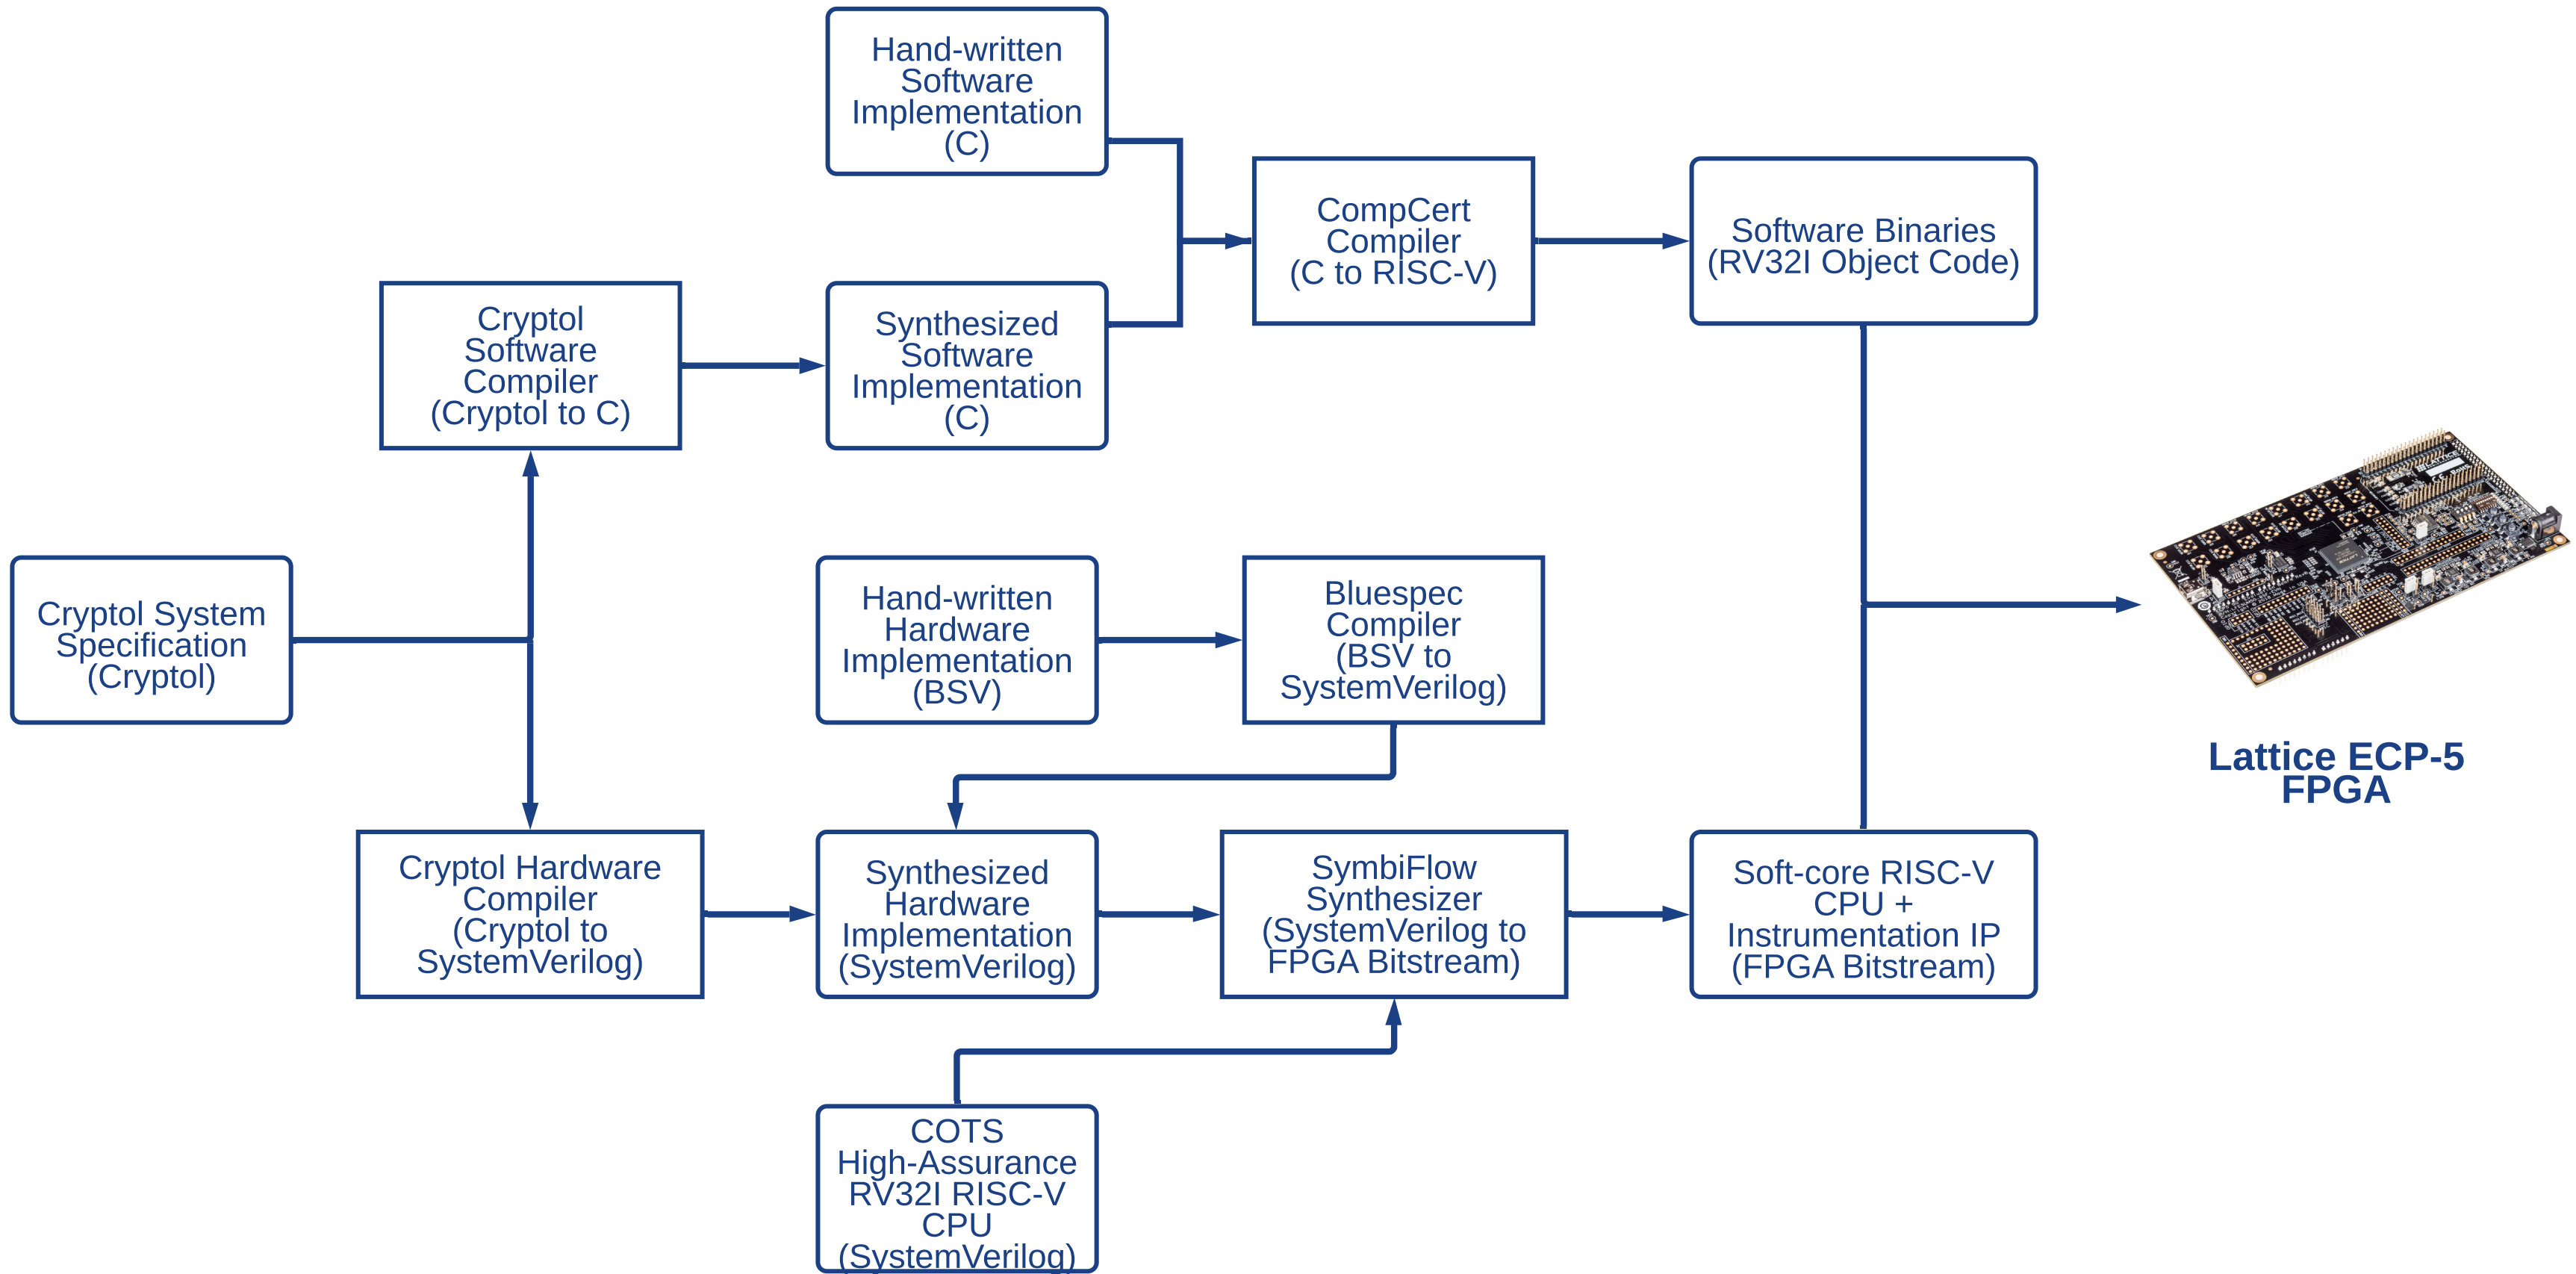 Hand-written
Software
Implementation
(C)
CompCert
Compiler
(C to RISC-V)
Software Binaries
(RV32I Object Code)
Cryptol
Software
Compiler
(Cryptol to C)
Synthesized
Software
Implementation
(C)
Cryptol System
Specification
(Cryptol)
Hand-written
Hardware
Implementation
(BSV)
Bluespec
Compiler
(BSV to
SystemVerilog)
Lattice ECP-5
FPGA
Cryptol Hardware
Compiler
(Cryptol to
SystemVerilog)
Synthesized
Hardware
Implementation
(SystemVerilog)
SymbiFlow
Synthesizer
(SystemVerilog to
FPGA Bitstream)
Soft-core RISC-V
CPU +
Instrumentation IP
(FPGA Bitstream)
COTS
High-Assurance
RV32I RISC-V
CPU
(SystemVerilog)